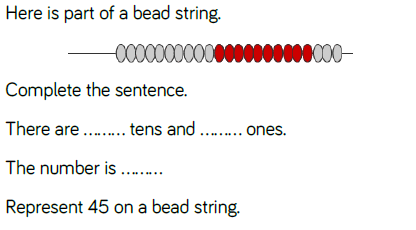 Here is part of a bead string.
Complete the sentence.
There are ......... tens and ......... ones.
The number is .........
Represent 45 on a bead string.